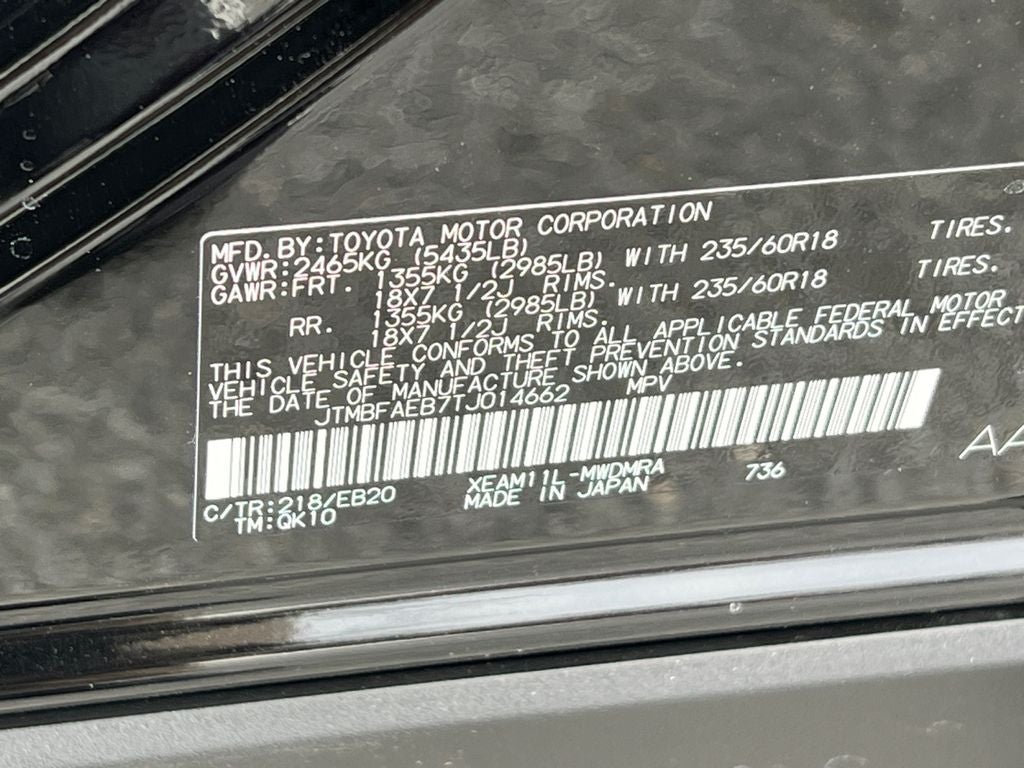 MFD. BY: TOYOTA MOTOR CORPORATION
GVWR: 2465KG (5435LB)
GAWR: FRT. 1355KG (2985LB) WITH 235/60R18 TIRES.
18X7 1/2J RIMS.
RR. 1355KG (2985LB) WITH 235/60R18 TIRES.
18X7 1/2J RIMS.
THIS VEHICLE CONFORMS TO ALL APPLICABLE FEDERAL MOTOR
VEHICLE SAFETY AND THEFT PREVENTION STANDARDS IN EFFECT
THE DATE OF MANUFACTURE SHOWN ABOVE.
JTMBFAEB7TJ014662 MPV
C/TR: 218/EB20 XEAM11L-MWDMRA 736
TM: QK10 MADE IN JAPAN